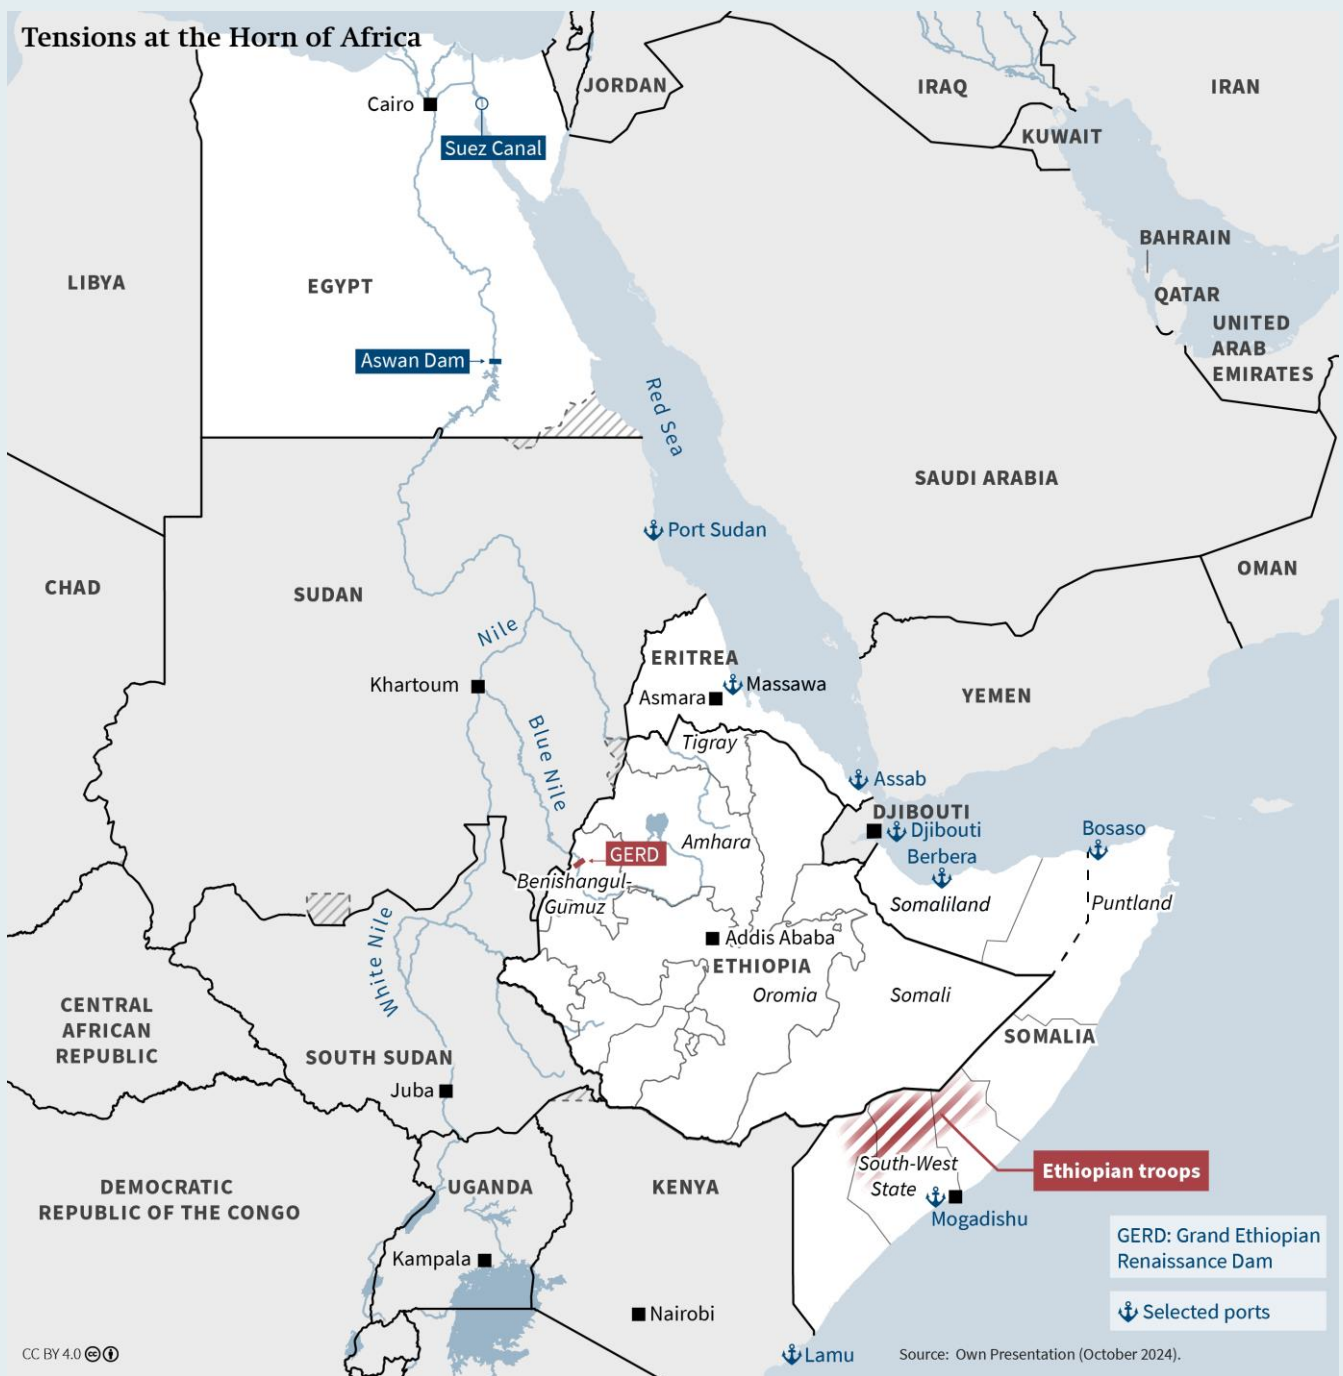 Tensions at the Horn of Africa
JORDAN
IRAQ
IRAN
Cairo
KUWAIT
Suez Canal
BAHRAIN
LIBYA
EGYPT
QATAR
UNITED
ARAB
EMIRATES
Aswan Dam
Red Sea
SAUDI ARABIA
Port Sudan
OMAN
CHAD
SUDAN
Nile
ERITREA
Khartoum
Asmara
Massawa
YEMEN
Blue Nile
Tigray
Assab
DJIBOUTI
Djibouti
Bosaso
Amhara
GERD
Berbera
Benishangul-
Gumuz
Somaliland
Puntland
White Nile
Addis Ababa
ETHIOPIA
Oromia
Somali
CENTRAL
AFRICAN
REPUBLIC
SOMALIA
SOUTH SUDAN
Juba
South-West
State
Ethiopian troops
DEMOCRATIC
REPUBLIC OF THE CONGO
UGANDA
KENYA
Mogadishu
GERD: Grand Ethiopian
Renaissance Dam
Kampala
Nairobi
Selected ports
CC BY 4.0
Lamu
Source: Own Presentation (October 2024).